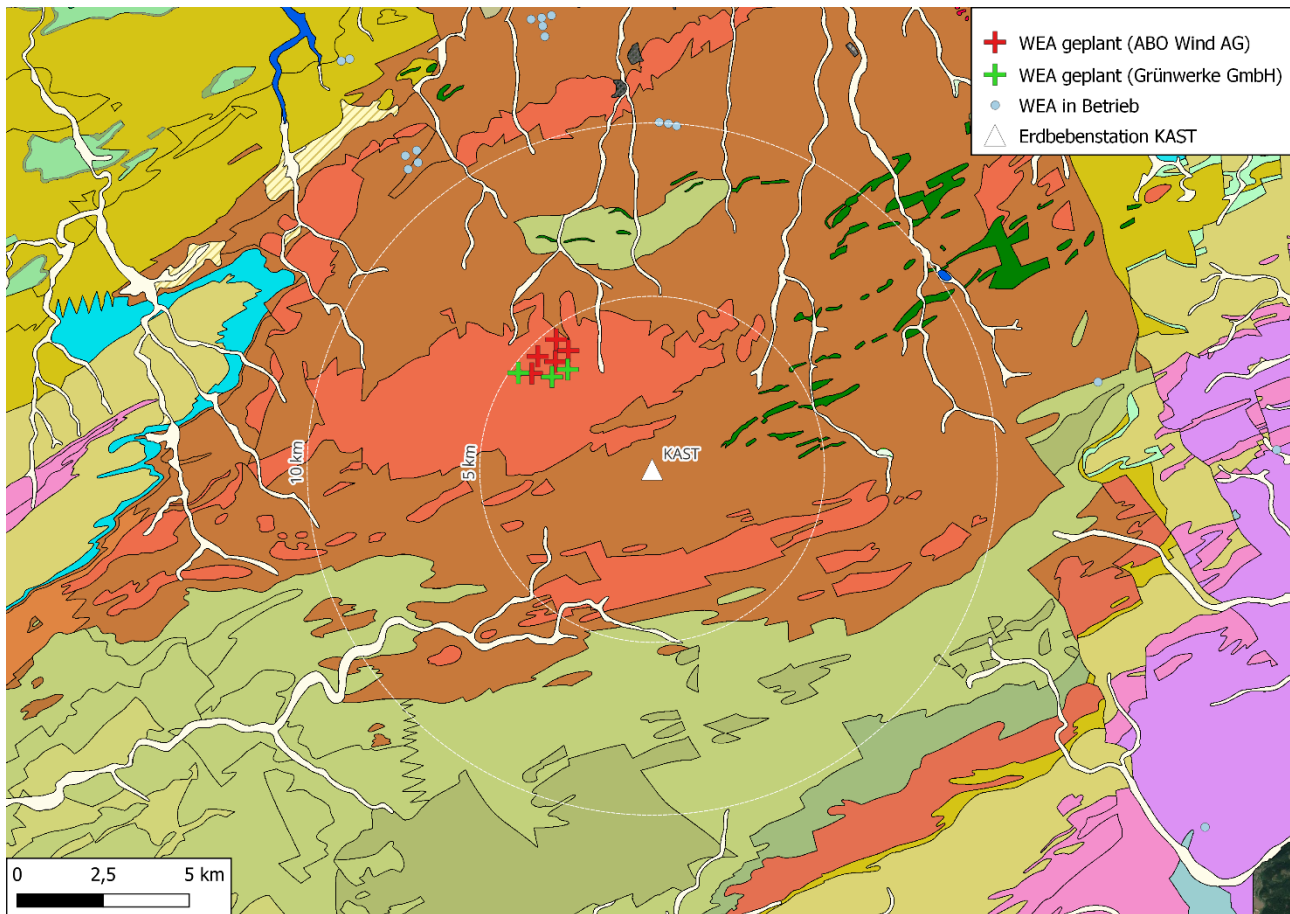 WEA geplant (ABO Wind AG)
WEA geplant (Grünwerke GmbH)
WEA in Betrieb
Erdbebenstation KAST
10 km
5 km
KAST
0 2,5 5 km